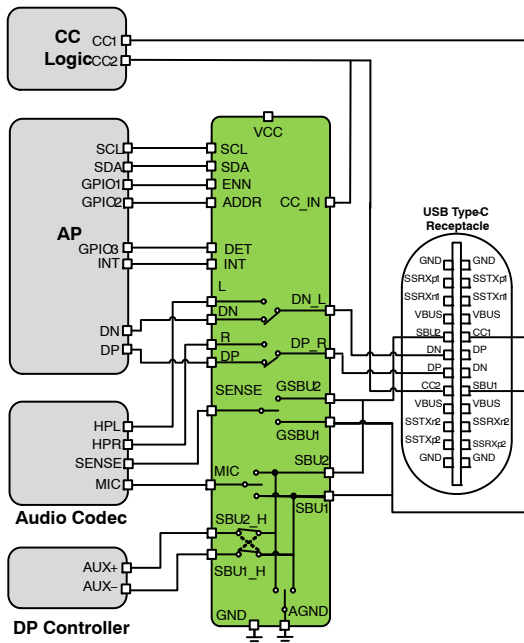 CC
Logic
CC1
CC2
AP
SCL
SDA
GPIO1
GPIO2
GPIO3
INT
DN
DP
HPL
HPR
SENSE
MIC
Audio Codec
AUX+
AUX−
DP Controller
VCC
SCL
SDA
ENN
ADDR
CC_IN
DET
INT
L
DN
DN_L
R
DP
DP_R
SENSE
GSBU2
GSBU1
MIC
SBU2
SBU1
SBU2_H
SBU1_H
GND
AGND
USB Type-C
Receptacle
GND GND
SSRXp1 SSTXp1
SSRXn1 SSTXn1
VBUS VBUS
SBU2 CC1
DN DP
DP DN
CC2 SBU1
VBUS VBUS
SSTXn2 SSRXn2
SSTXp2 SSRXp2
GND GND